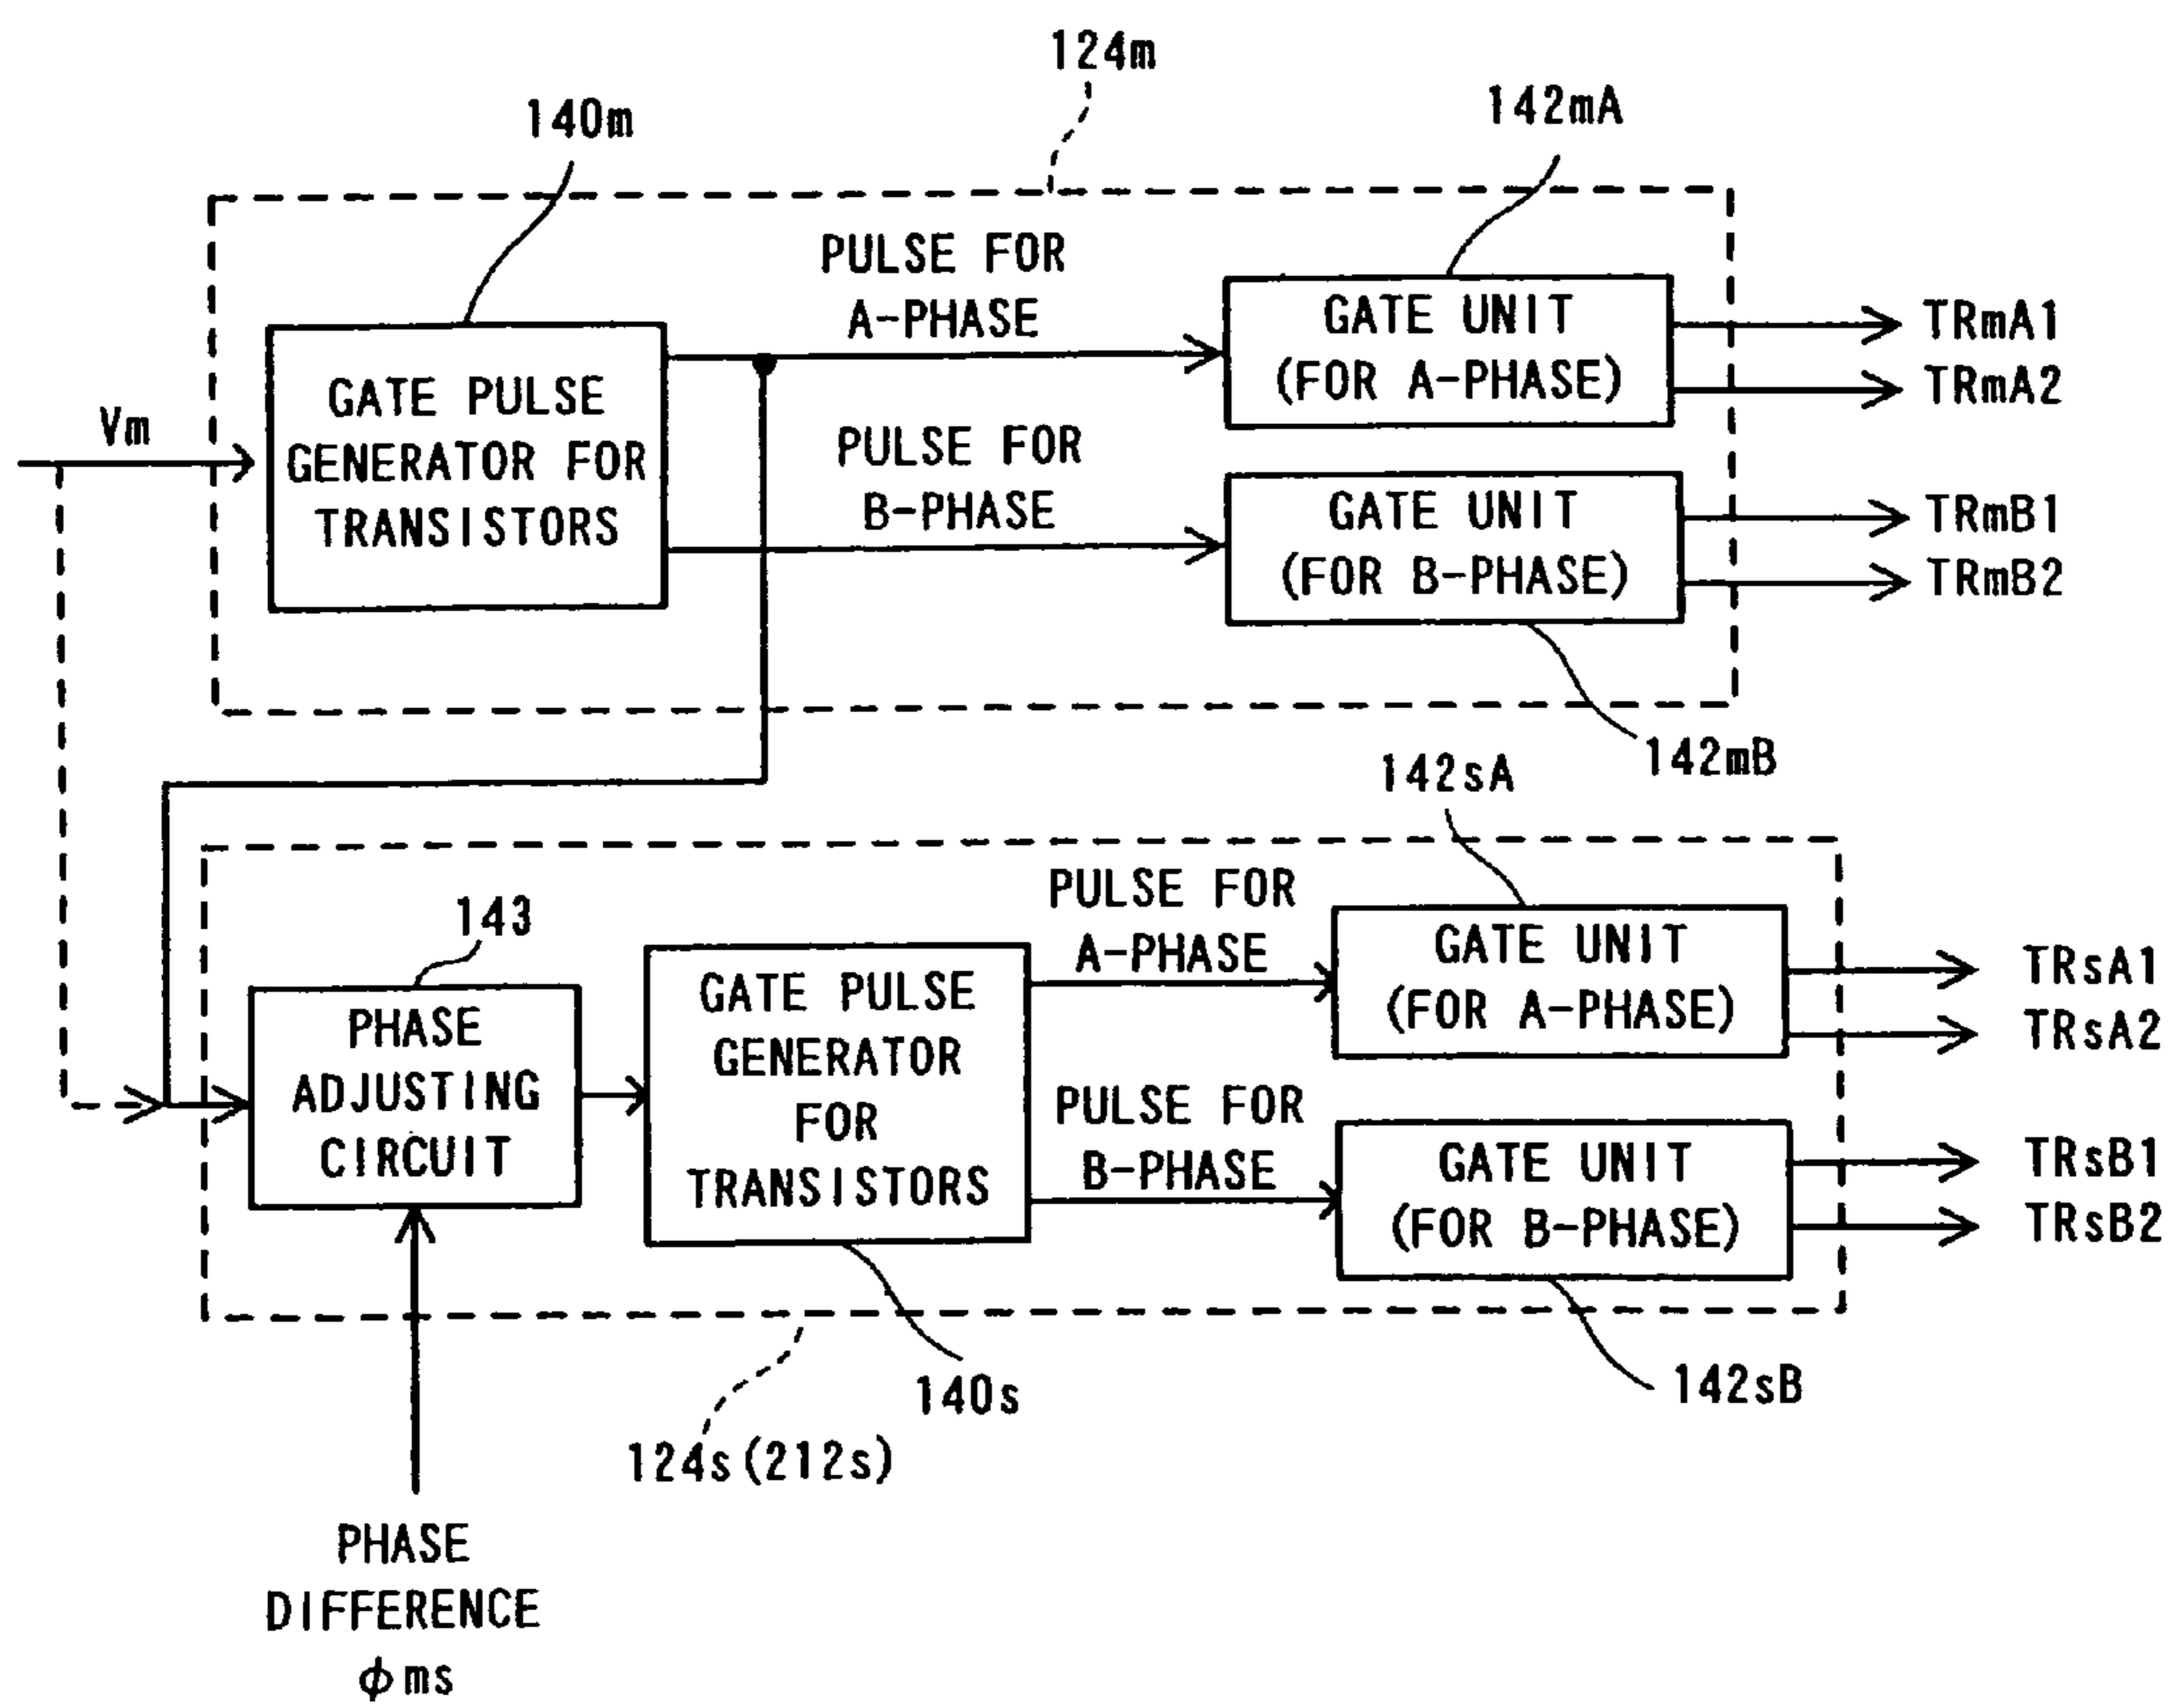 124m
140m
142mA
PULSE FOR
A-PHASE
GATE UNIT
(FOR A-PHASE)
TRmA1
TRmA2
Vm
GATE PULSE
GENERATOR FOR
TRANSISTORS
PULSE FOR
B-PHASE
GATE UNIT
(FOR B-PHASE)
TRmB1
TRmB2
142mB
142sA
143
PULSE FOR
A-PHASE
GATE UNIT
(FOR A-PHASE)
TRsA1
TRsA2
PHASE
ADJUSTING
CIRCUIT
GATE PULSE
GENERATOR
FOR
TRANSISTORS
PULSE FOR
B-PHASE
GATE UNIT
(FOR B-PHASE)
TRsB1
TRsB2
140s
142sB
124s(212s)
PHASE
DIFFERENCE
ϕms